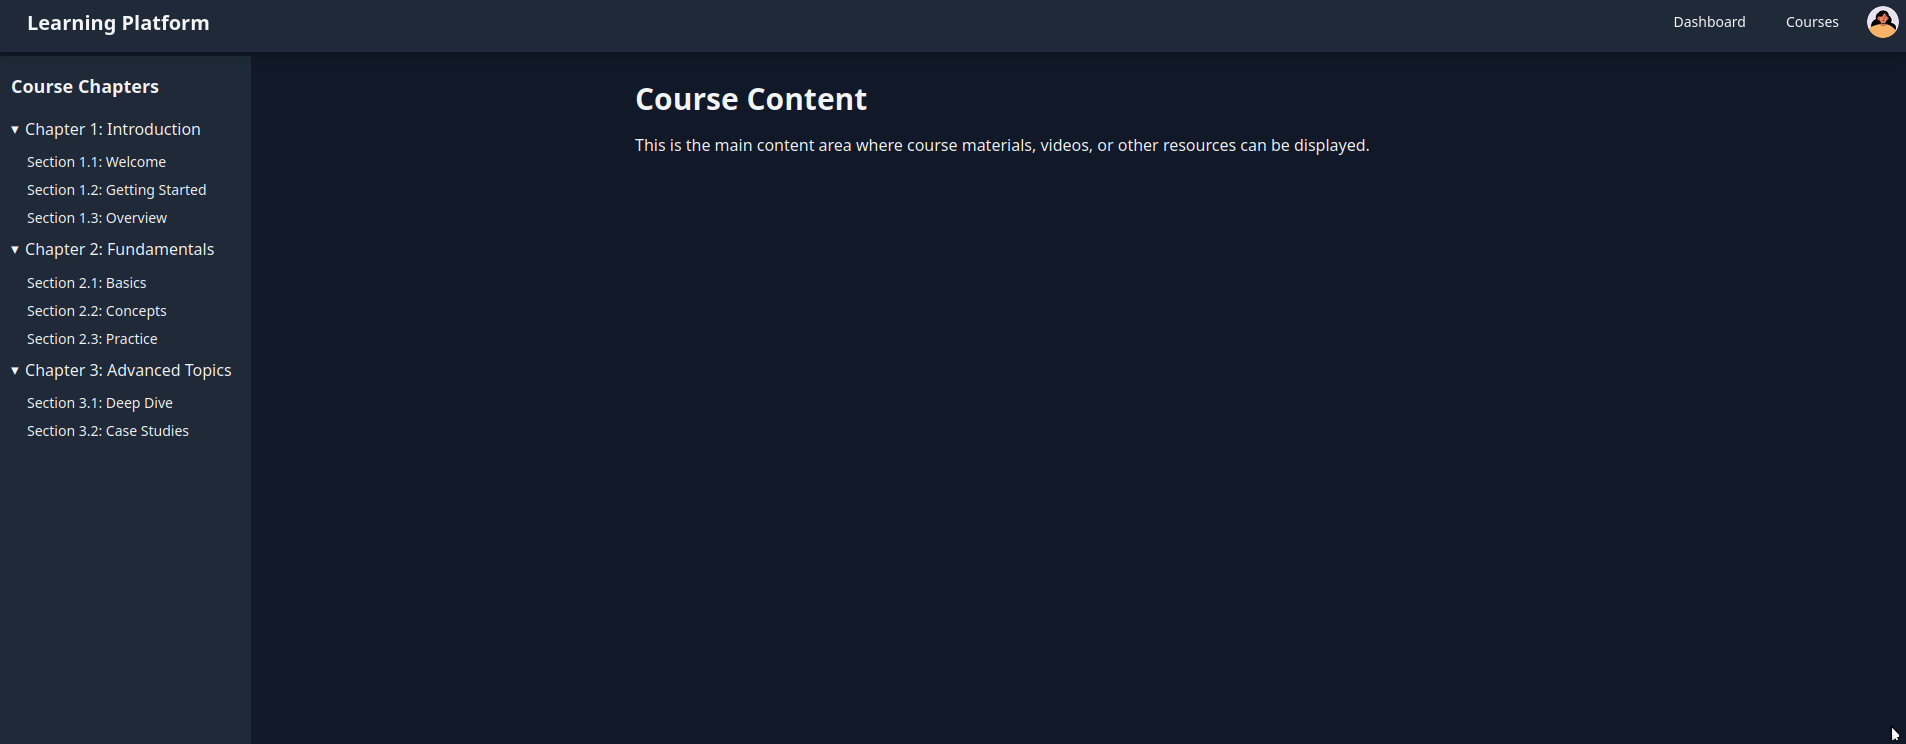 Learning Platform
Dashboard
Courses
Course Chapters
▾ Chapter 1: Introduction
Section 1.1: Welcome
Section 1.2: Getting Started
Section 1.3: Overview
▾ Chapter 2: Fundamentals
Section 2.1: Basics
Section 2.2: Concepts
Section 2.3: Practice
▾ Chapter 3: Advanced Topics
Section 3.1: Deep Dive
Section 3.2: Case Studies
Course Content
This is the main content area where course materials, videos, or other resources can be displayed.